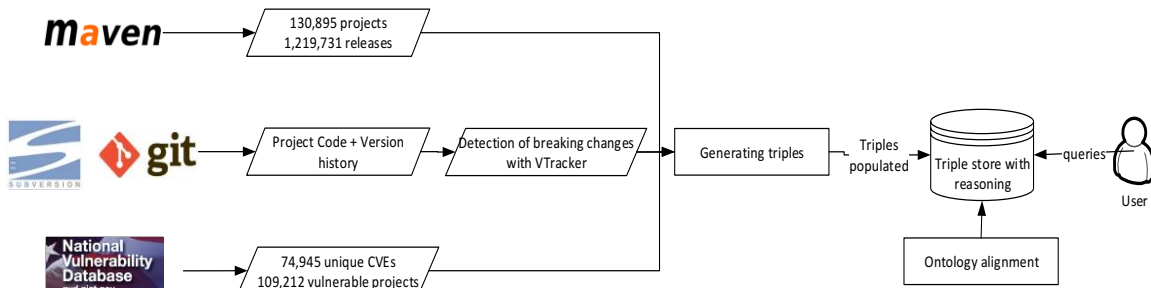 maven
130,895 projects
1,219,731 releases
SUBVERSION
git
Project Code + Version
history
Detection of breaking changes
with VTracker
Generating triples
Triples
populated
Triple store with
reasoning
queries
User
National
Vulnerability
Database
74,945 unique CVEs
109,212 vulnerable projects
Ontology alignment